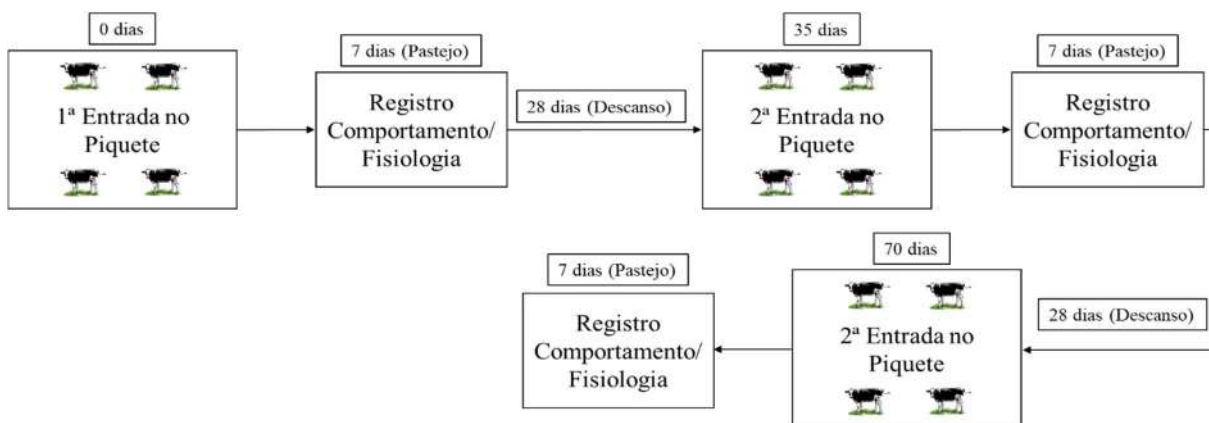 0 dias
1ª Entrada no
Piquete
7 dias (Pastejo)
Registro
Comportamento/
Fisiologia
28 dias (Descanso)
35 dias
2ª Entrada no
Piquete
7 dias (Pastejo)
Registro
Comportamento/
Fisiologia
28 dias (Descanso)
70 dias
2ª Entrada no
Piquete
7 dias (Pastejo)
Registro
Comportamento/
Fisiologia